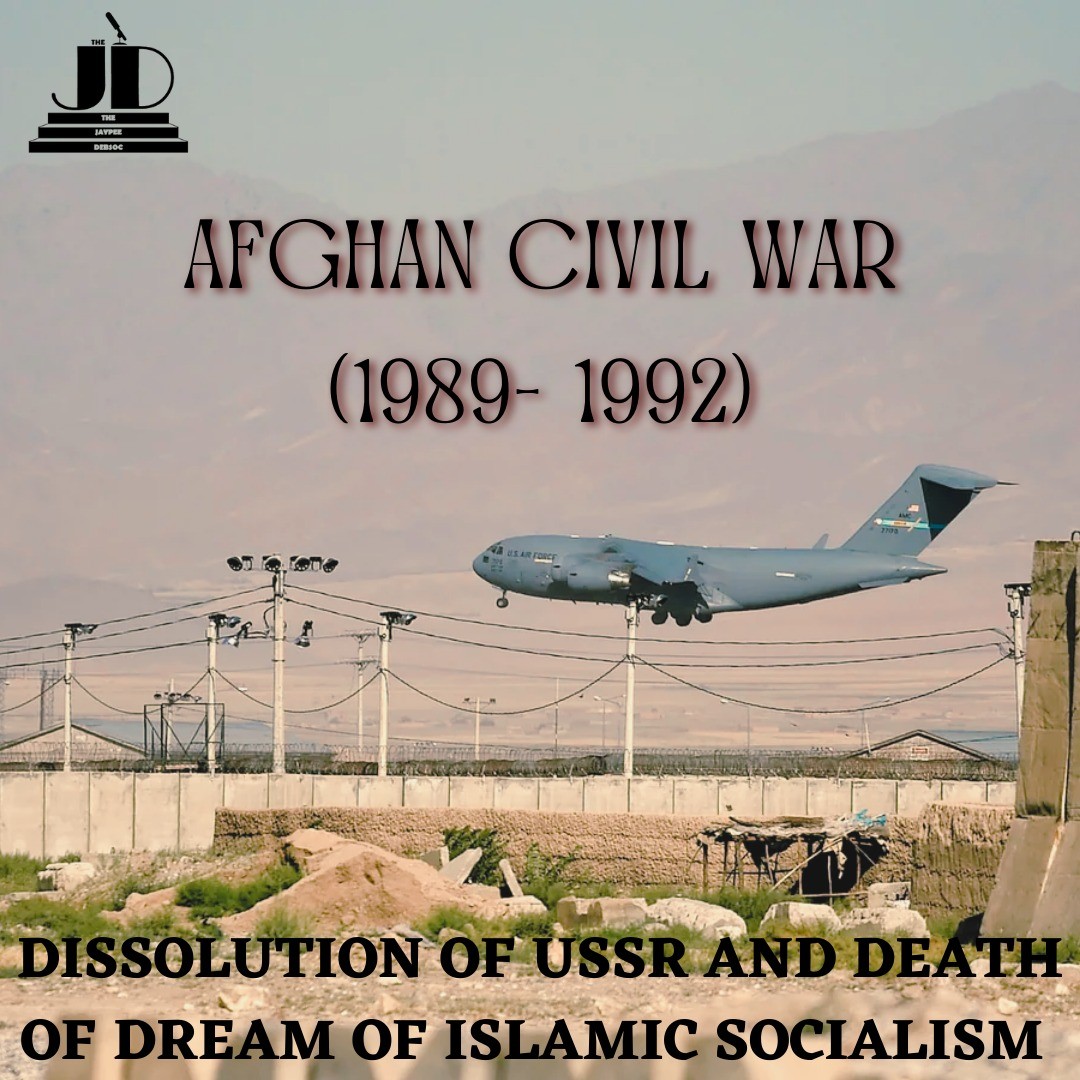 THE
JD
THE
JAYPEE
DEBSOC
AFGHAN CIVIL WAR
(1989- 1992)
U.S. AIR FORCE
AMC
DISSOLUTION OF USSR AND DEATH
OF DREAM OF ISLAMIC SOCIALISM